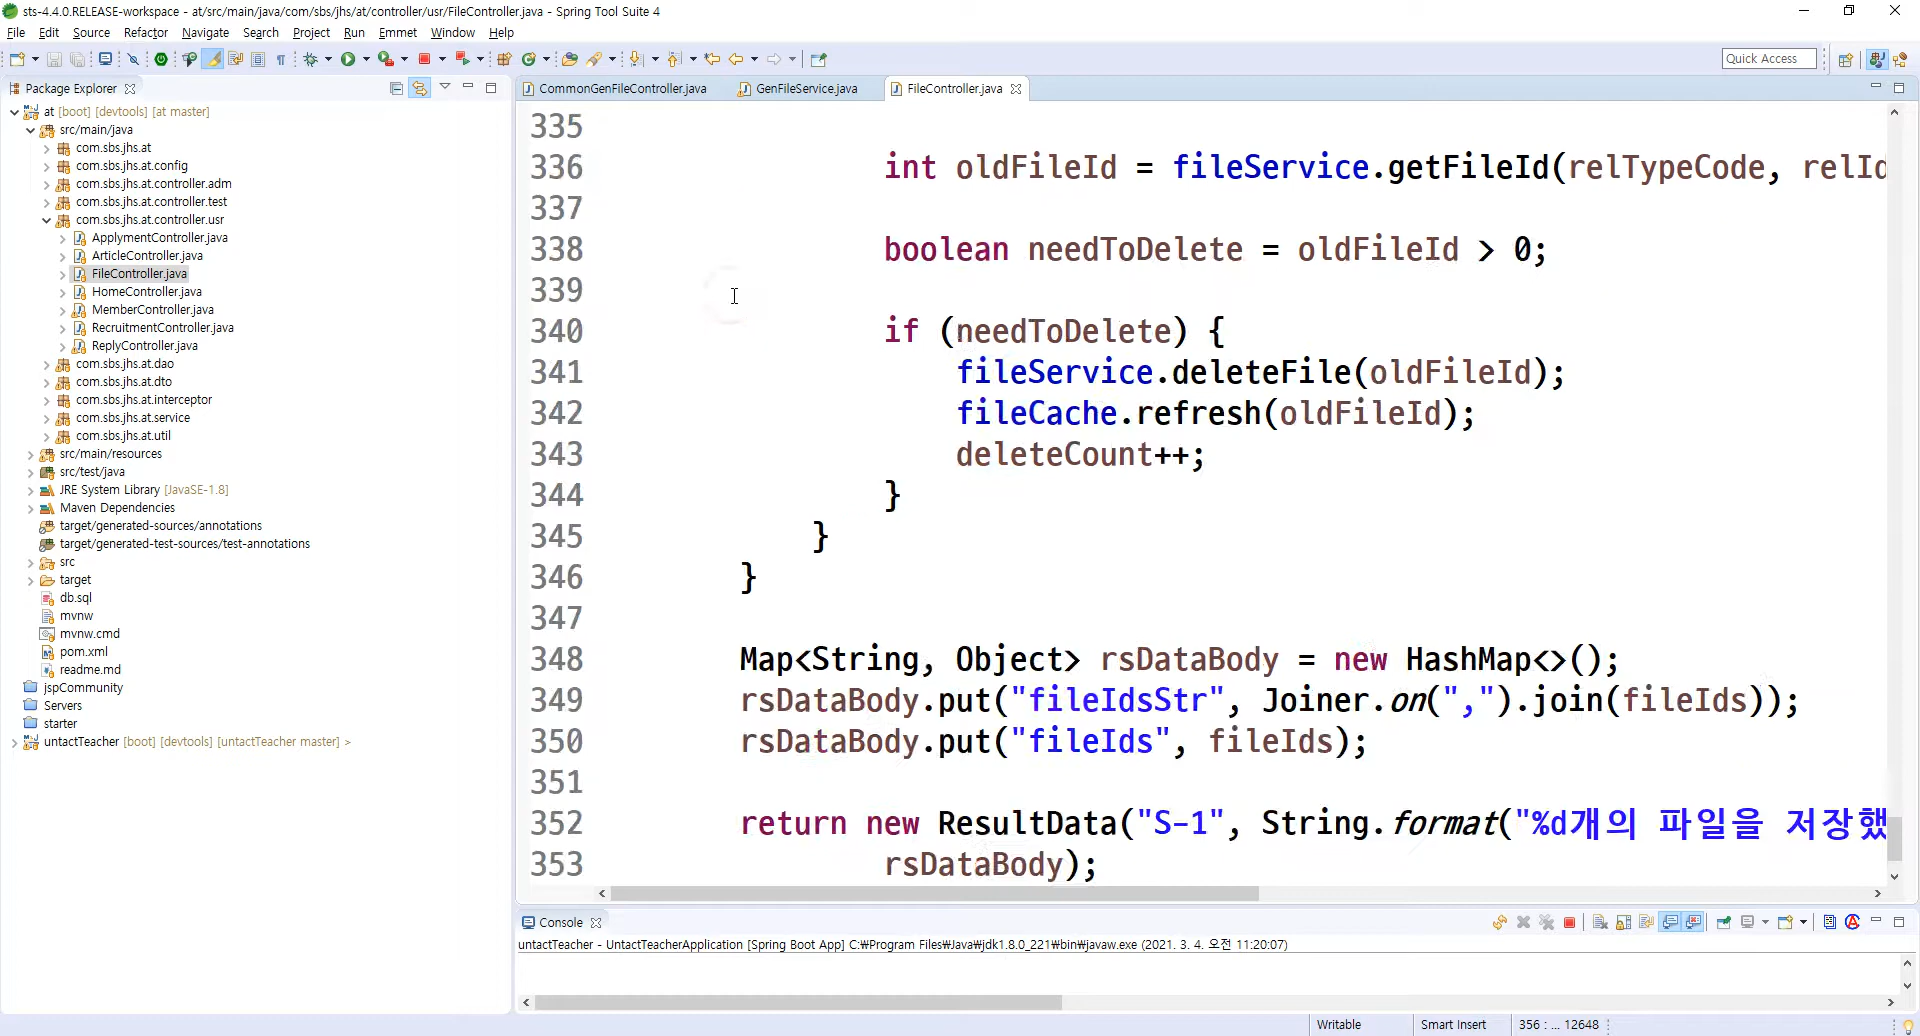 sts-4.4.0.RELEASE-workspace - at/src/main/java/com/sbs/jhs/at/controller/usr/FileController.java - Spring Tool Suite 4
File Edit Source Refactor Navigate Search Project Run Emmet Window Help
Quick Access
Package Explorer
at [boot] [devtools] [at master]
src/main/java
com.sbs.jhs.at
com.sbs.jhs.at.config
com.sbs.jhs.at.controller.adm
com.sbs.jhs.at.controller.test
com.sbs.jhs.at.controller.usr
ApplymentController.java
ArticleController.java
FileController.java
HomeController.java
MemberController.java
RecruitmentController.java
ReplyController.java
com.sbs.jhs.at.dao
com.sbs.jhs.at.dto
com.sbs.jhs.at.interceptor
com.sbs.jhs.at.service
com.sbs.jhs.at.util
src/main/resources
src/test/java
JRE System Library [JavaSE-1.8]
Maven Dependencies
target/generated-sources/annotations
target/generated-test-sources/test-annotations
src
target
db.sql
mvnw
mvnw.cmd
pom.xml
readme.md
jspCommunity
Servers
starter
untactTeacher [boot] [devtools] [untactTeacher master] >
CommonGenFileController.java GenFileService.java FileController.java
335
336 int oldFileId = fileService.getFileId(relTypeCode, relId
337
338 boolean needToDelete = oldFileId > 0;
339
340 if (needToDelete) {
341 fileService.deleteFile(oldFileId);
342 fileCache.refresh(oldFileId);
343 deleteCount++;
344 }
345 }
346 }
347
348 Map<String, Object> rsDataBody = new HashMap<>();
349 rsDataBody.put("fileIdsStr", Joiner.on(",").join(fileIds));
350 rsDataBody.put("fileIds", fileIds);
351
352 return new ResultData("S-1", String.format("%d개의 파일을 저장했
353 rsDataBody);
Console
untactTeacher - UntactTeacherApplication [Spring Boot App] C:₩Program Files₩Java₩jdk1.8.0_221₩bin₩javaw.exe (2021. 3. 4. 오전 11:20:07)
Writable Smart Insert 356 : ... 12648